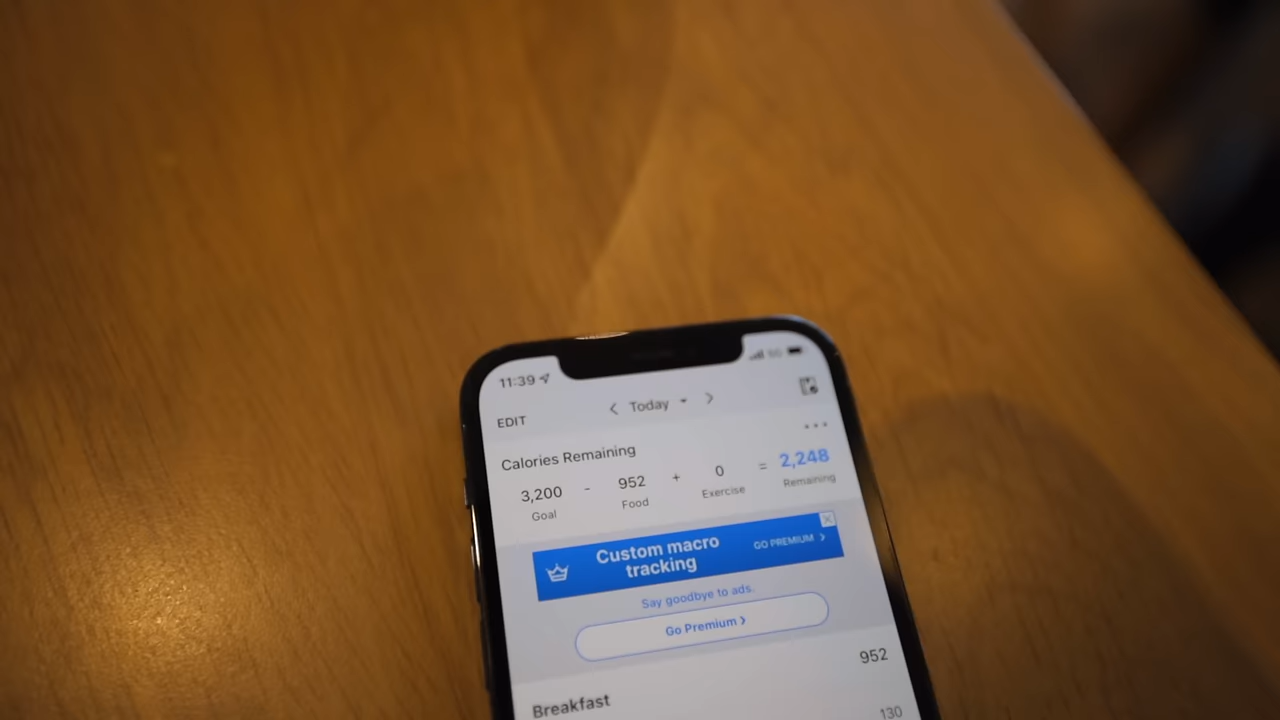 11:39
EDIT
Today
Calories Remaining
3,200 - 952 + 0 = 2,248
Goal Food Exercise Remaining
Custom macro
tracking
GO PREMIUM
Say goodbye to ads.
Go Premium
Breakfast 952
130